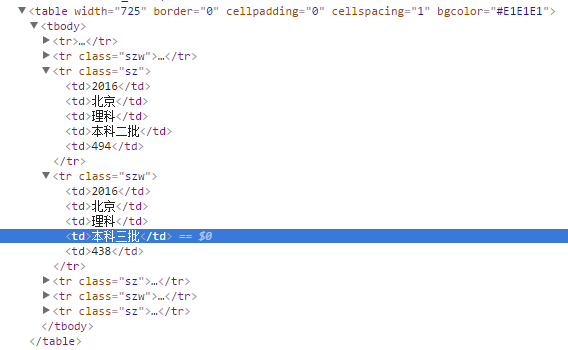 ▼<table width="725" border="0" cellpadding="0" cellspacing="1" bgcolor="#E1E1E1">
▼<tbody>
▶<tr>…</tr>
▶<tr class="szw">…</tr>
▼<tr class="sz">
<td>2016</td>
<td>北京</td>
<td>理科</td>
<td>本科二批</td>
<td>494</td>
</tr>
▼<tr class="szw">
<td>2016</td>
<td>北京</td>
<td>理科</td>
<td>本科三批</td> == $0
<td>438</td>
</tr>
▶<tr class="sz">…</tr>
▶<tr class="szw">…</tr>
▶<tr class="sz">…</tr>
</tbody>
</table>